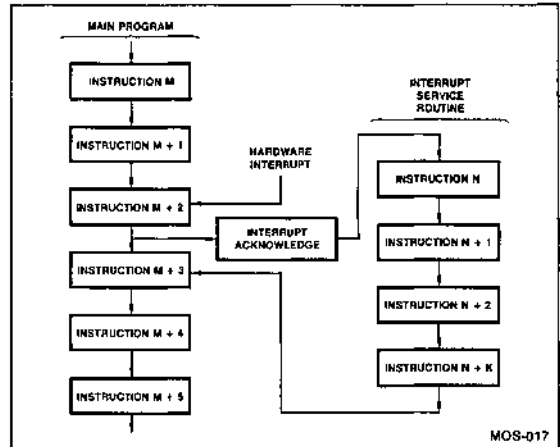 MAIN PROGRAM
INSTRUCTION M
INSTRUCTION M + 1
HARDWARE
INTERRUPT
INSTRUCTION M + 2
INTERRUPT
ACKNOWLEDGE
INSTRUCTION M + 3
INSTRUCTION M + 4
INSTRUCTION M + 5
INTERRUPT
SERVICE
ROUTINE
INSTRUCTION N
INSTRUCTION N + 1
INSTRUCTION N + 2
INSTRUCTION N + K
MOS-017